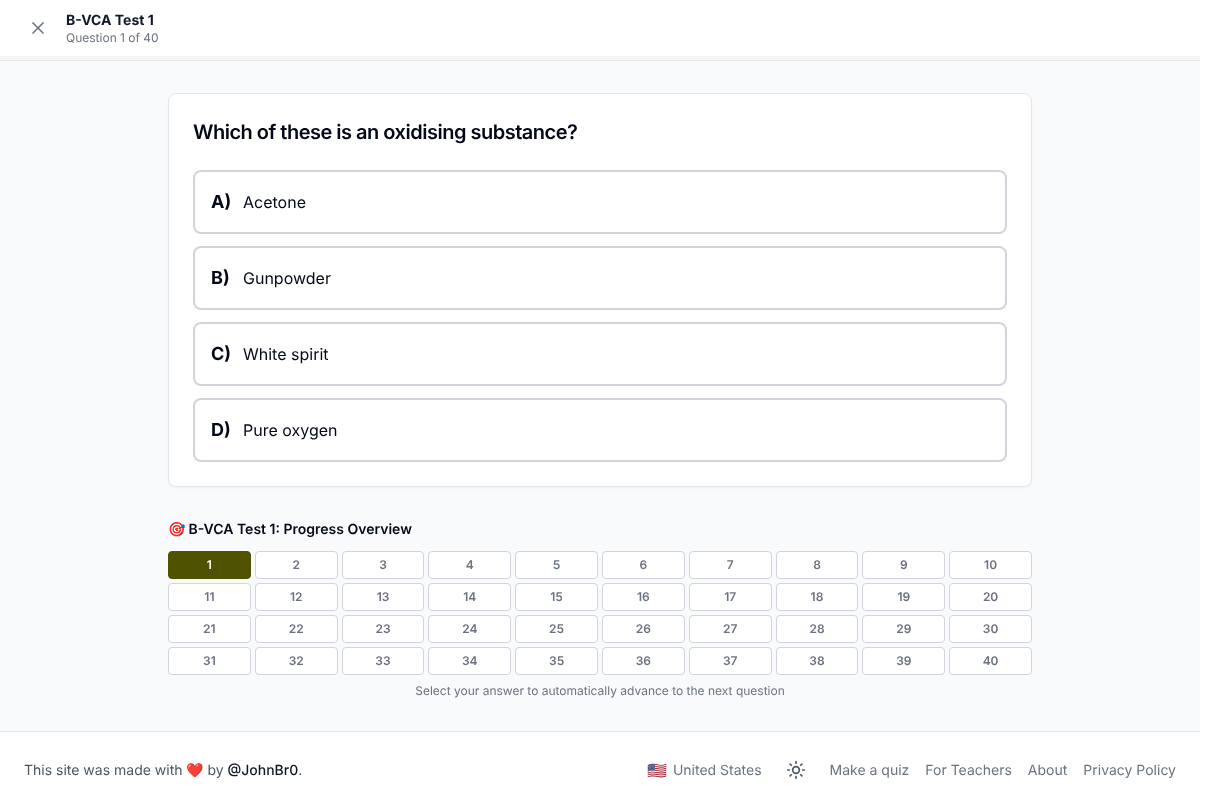 B-VCA Test 1
Question 1 of 40
Which of these is an oxidising substance?
A) Acetone
B) Gunpowder
C) White spirit
D) Pure oxygen
🎯 B-VCA Test 1: Progress Overview
1 2 3 4 5 6 7 8 9 10
11 12 13 14 15 16 17 18 19 20
21 22 23 24 25 26 27 28 29 30
31 32 33 34 35 36 37 38 39 40
Select your answer to automatically advance to the next question
This site was made with ❤️ by @JohnBr0. 🇺🇸 United States Make a quiz For Teachers About Privacy Policy